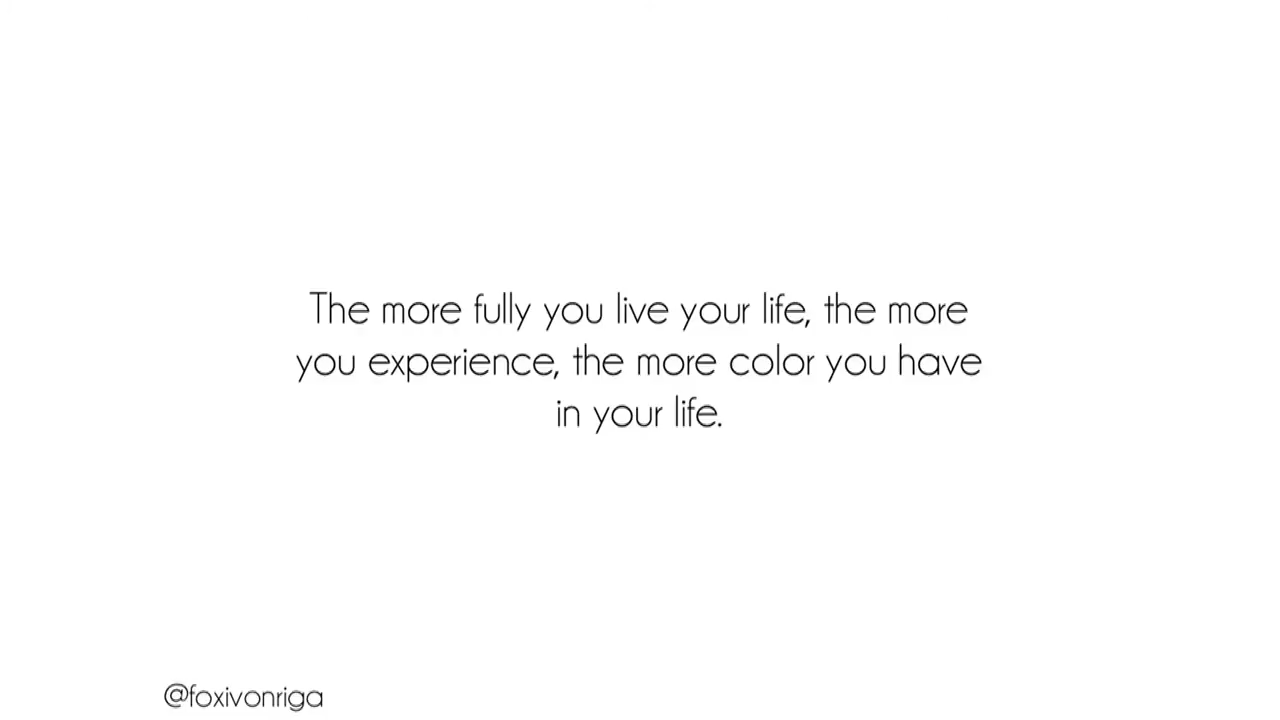 The more fully you live your life, the more
you experience, the more color you have
in your life.
@foxivonriga